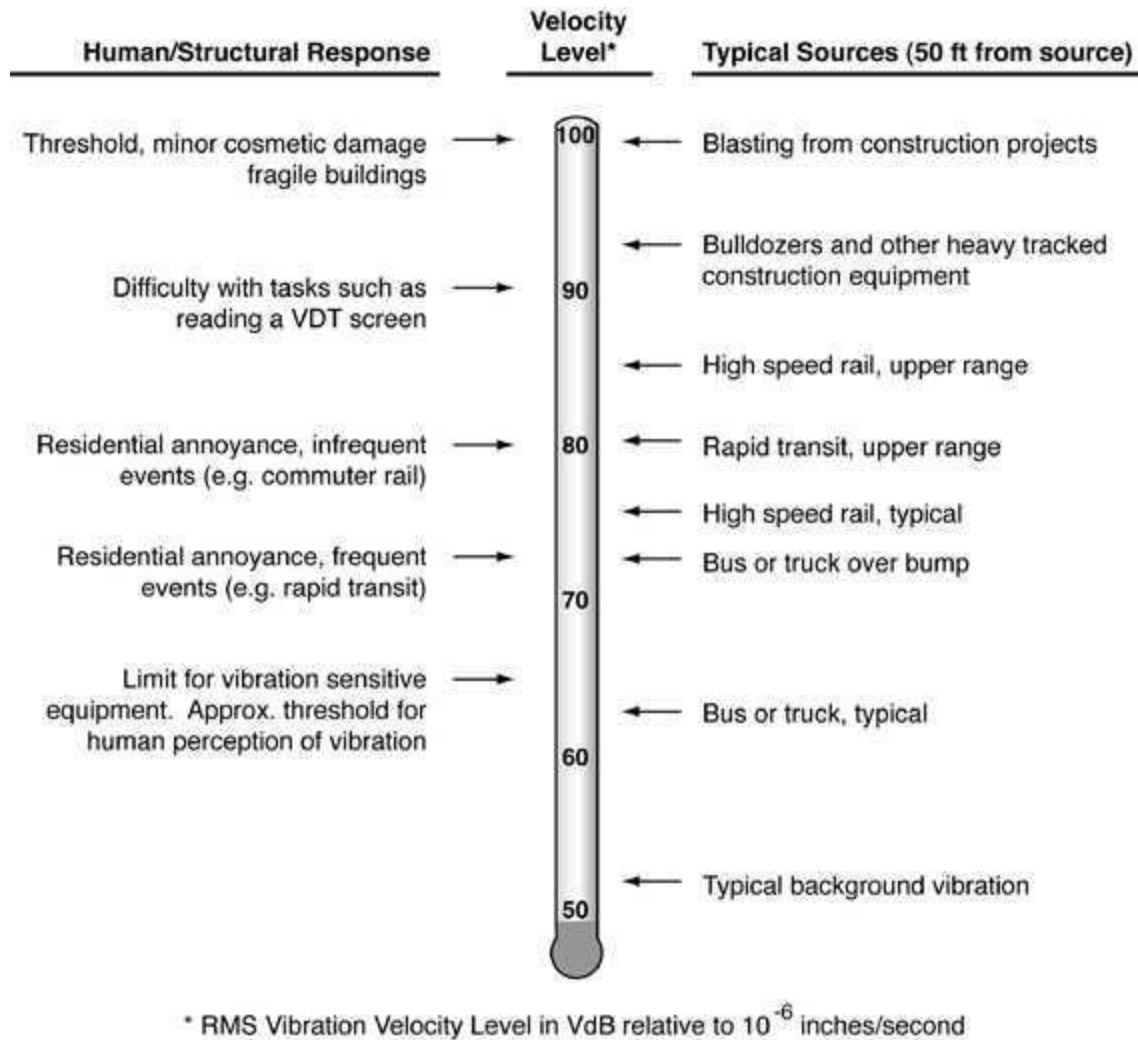 Human/Structural Response
Velocity
Level*
Typical Sources (50 ft from source)
Threshold, minor cosmetic damage
fragile buildings
100
Blasting from construction projects
Bulldozers and other heavy tracked
construction equipment
Difficulty with tasks such as
reading a VDT screen
90
High speed rail, upper range
Residential annoyance, infrequent
events (e.g. commuter rail)
80
Rapid transit, upper range
High speed rail, typical
Residential annoyance, frequent
events (e.g. rapid transit)
Bus or truck over bump
70
Limit for vibration sensitive
equipment. Approx. threshold for
human perception of vibration
Bus or truck, typical
60
Typical background vibration
50
* RMS Vibration Velocity Level in VdB relative to 10⁻⁶ inches/second